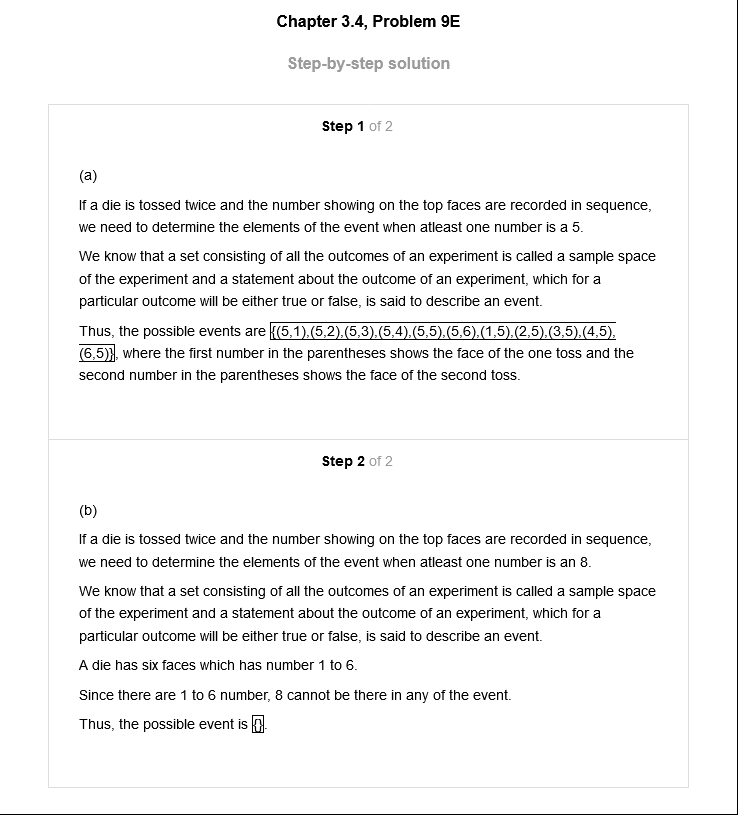 Chapter 3.4, Problem 9E
Step-by-step solution
Step 1 of 2
(a)
If a die is tossed twice and the number showing on the top faces are recorded in sequence,
we need to determine the elements of the event when atleast one number is a 5.
We know that a set consisting of all the outcomes of an experiment is called a sample space
of the experiment and a statement about the outcome of an experiment, which for a
particular outcome will be either true or false, is said to describe an event.
Thus, the possible events are {(5,1),(5,2),(5,3),(5,4),(5,5),(5,6),(1,5),(2,5),(3,5),(4,5),
(6,5)}, where the first number in the parentheses shows the face of the one toss and the
second number in the parentheses shows the face of the second toss.
Step 2 of 2
(b)
If a die is tossed twice and the number showing on the top faces are recorded in sequence,
we need to determine the elements of the event when atleast one number is an 8.
We know that a set consisting of all the outcomes of an experiment is called a sample space
of the experiment and a statement about the outcome of an experiment, which for a
particular outcome will be either true or false, is said to describe an event.
A die has six faces which has number 1 to 6.
Since there are 1 to 6 number, 8 cannot be there in any of the event.
Thus, the possible event is {}.